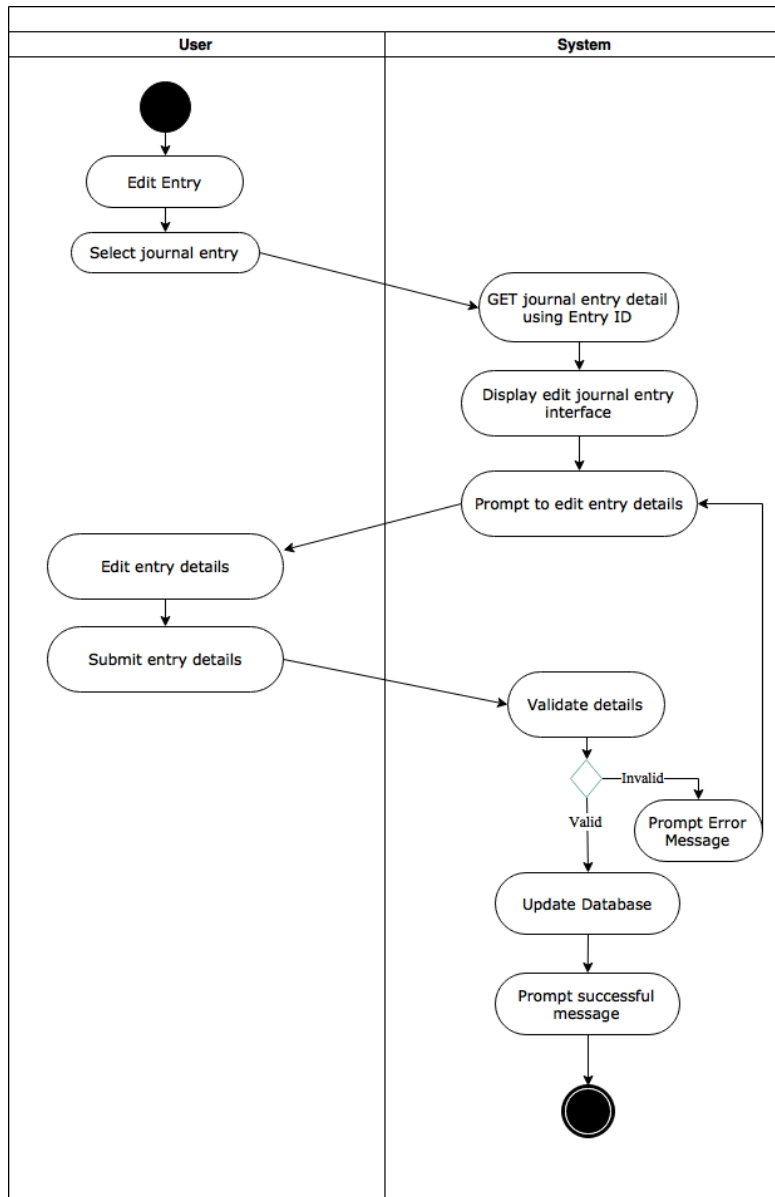 User
System
Edit Entry
Select journal entry
GET journal entry detail
using Entry ID
Display edit journal entry
interface
Prompt to edit entry details
Edit entry details
Submit entry details
Validate details
Invalid
Valid
Prompt Error
Message
Update Database
Prompt successful
message